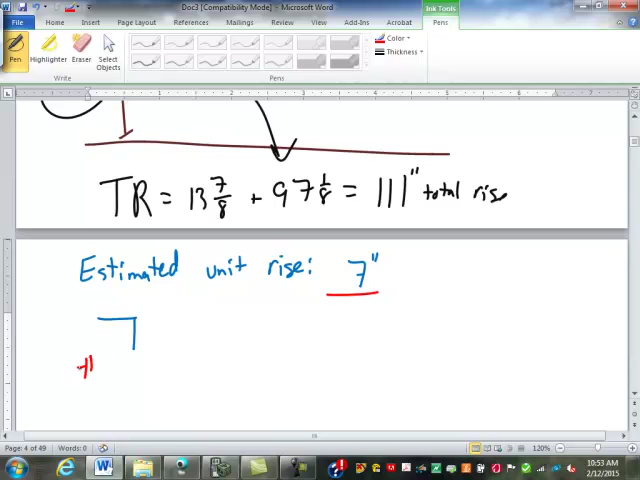 Doc3 [Compatibility Mode] - Microsoft Word
Ink Tools
File Home Insert Page Layout References Mailings Review View Add-Ins Acrobat Pens
Pen Highlighter Eraser Select Objects
Color
Thickness
Write Pens
TR = 13 7/8 + 97 1/8 = 111" total rise
Estimated unit rise: 7"
Page: 4 of 49 Words: 0 120%
10:53 AM
2/12/2015